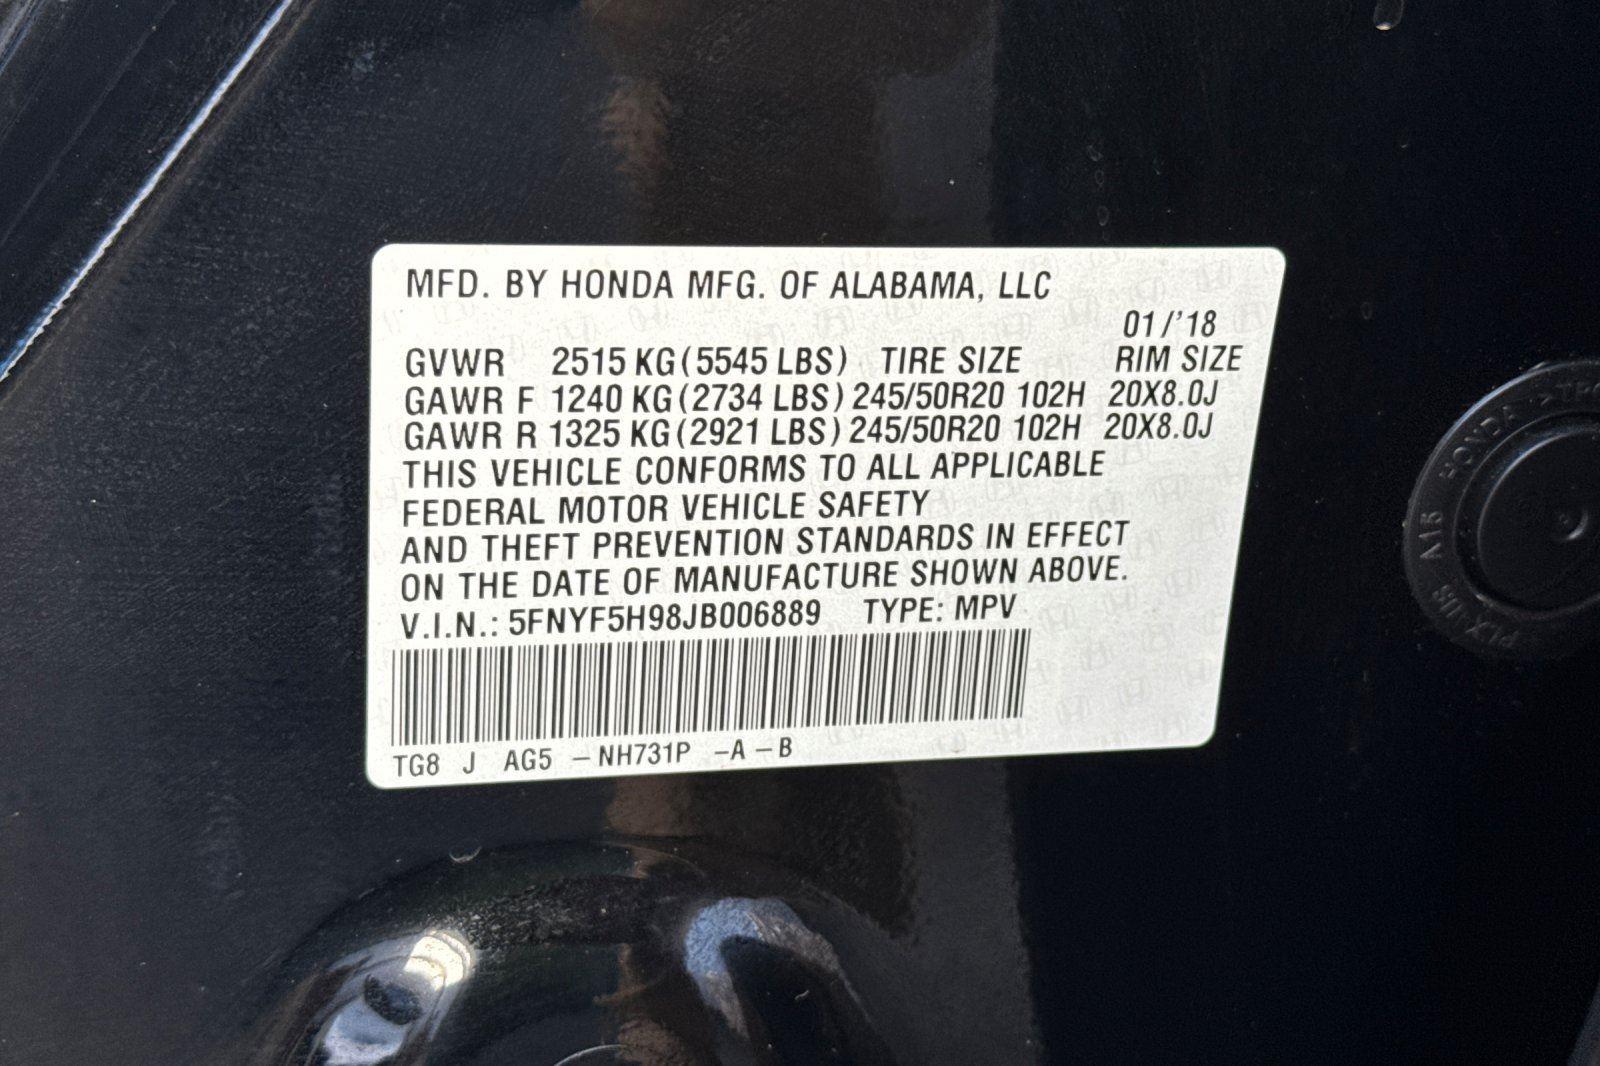 MFD. BY HONDA MFG. OF ALABAMA, LLC
01/'18
GVWR 2515 KG (5545 LBS) TIRE SIZE RIM SIZE
GAWR F 1240 KG (2734 LBS) 245/50R20 102H 20X8.0J
GAWR R 1325 KG (2921 LBS) 245/50R20 102H 20X8.0J
THIS VEHICLE CONFORMS TO ALL APPLICABLE
FEDERAL MOTOR VEHICLE SAFETY
AND THEFT PREVENTION STANDARDS IN EFFECT
ON THE DATE OF MANUFACTURE SHOWN ABOVE.
V.I.N.: 5FNYF5H98JB006889 TYPE: MPV
TG8 J AG5 – NH731P –A – B
HONDA